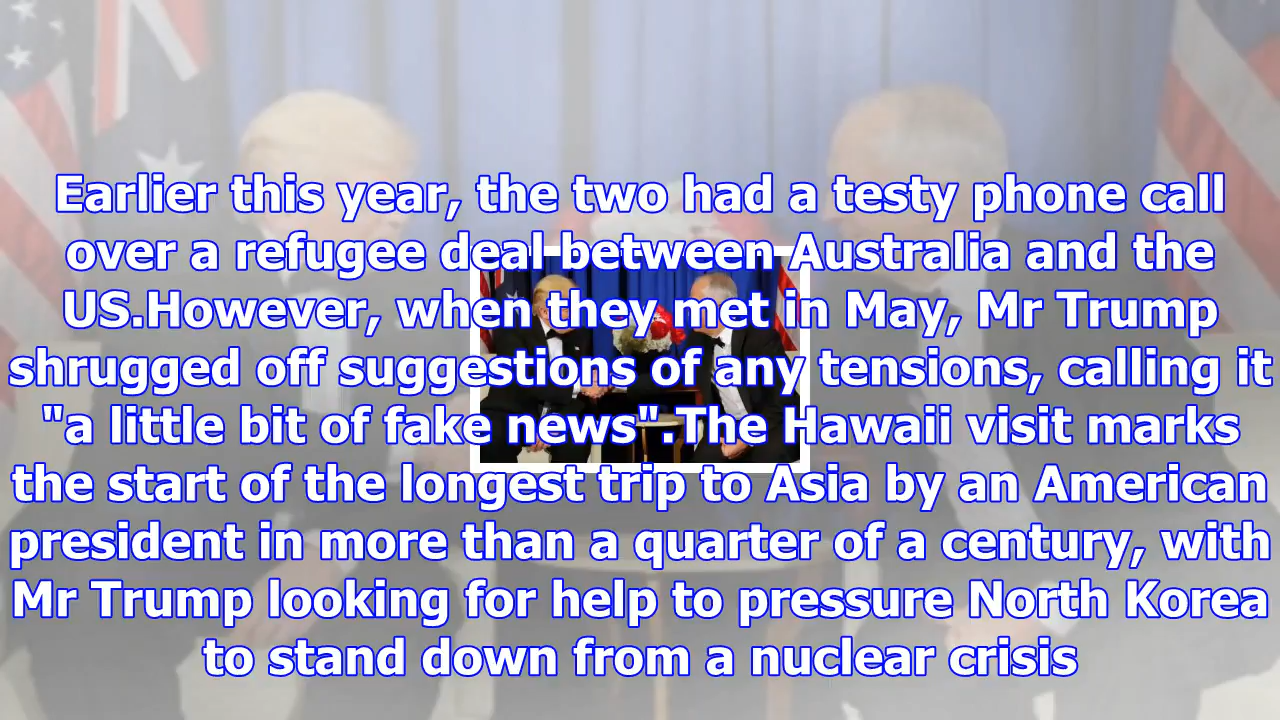 Earlier this year, the two had a testy phone call
over a refugee deal between Australia and the
US.However, when they met in May, Mr Trump
shrugged off suggestions of any tensions, calling it
"a little bit of fake news".The Hawaii visit marks
the start of the longest trip to Asia by an American
president in more than a quarter of a century, with
Mr Trump looking for help to pressure North Korea
to stand down from a nuclear crisis